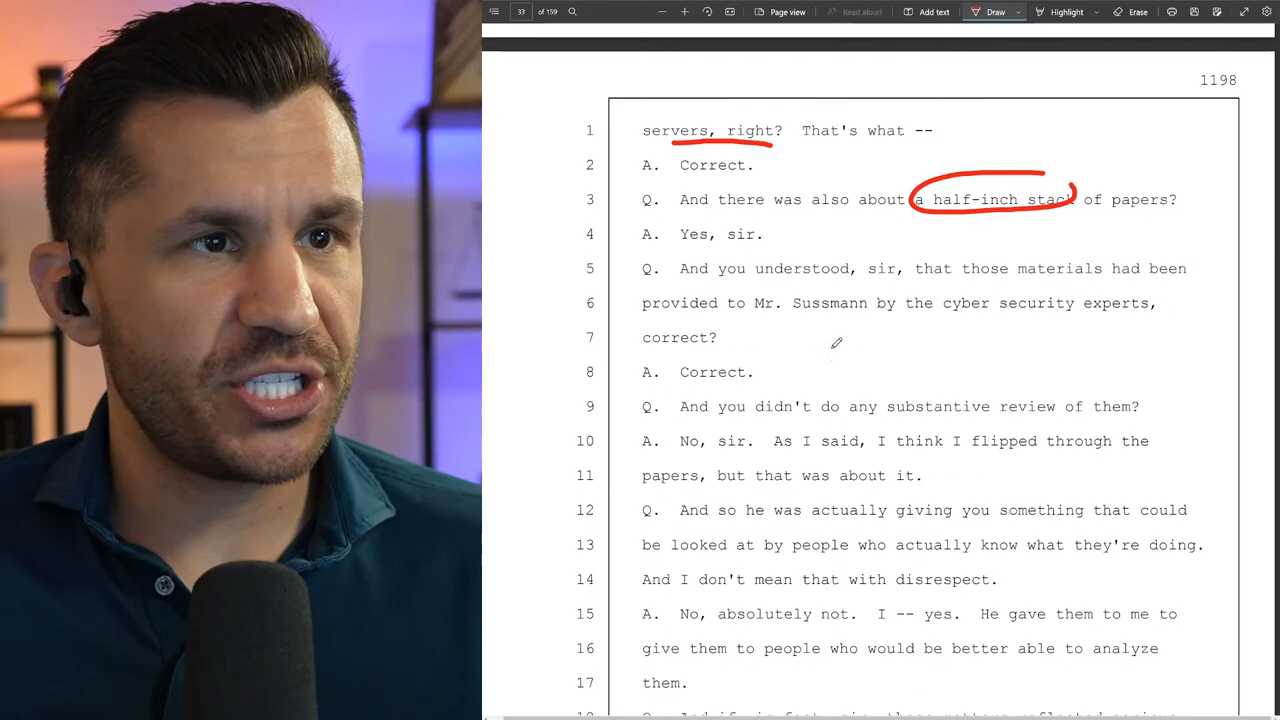 33 of 159
Page view
Read aloud
Add text
Draw
Highlight
Erase
1198
1 servers, right? That's what --
2 A. Correct.
3 Q. And there was also about a half-inch stack of papers?
4 A. Yes, sir.
5 Q. And you understood, sir, that those materials had been
6 provided to Mr. Sussmann by the cyber security experts,
7 correct?
8 A. Correct.
9 Q. And you didn't do any substantive review of them?
10 A. No, sir. As I said, I think I flipped through the
11 papers, but that was about it.
12 Q. And so he was actually giving you something that could
13 be looked at by people who actually know what they're doing.
14 And I don't mean that with disrespect.
15 A. No, absolutely not. I -- yes. He gave them to me to
16 give them to people who would be better able to analyze
17 them.